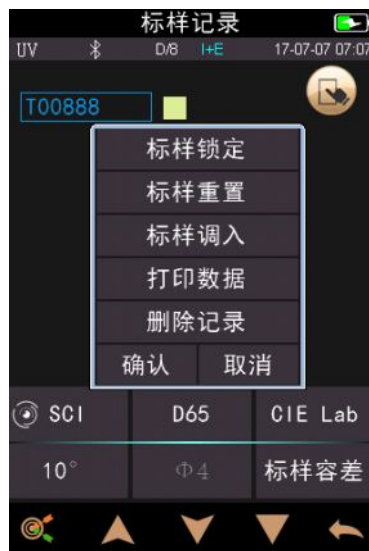 标样记录
UV D/8 I+E 17-07-07 07:07
T00888
标样锁定
标样重置
标样调入
打印数据
删除记录
确认 取消
SCI D65 CIE Lab
10° Φ4 标样容差